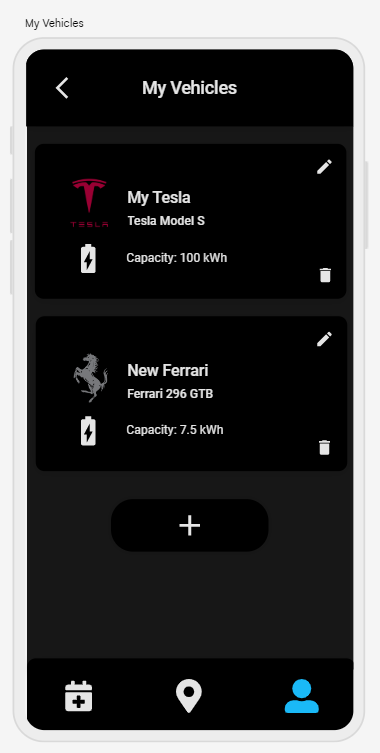 My Vehicles
My Vehicles
My Tesla
Tesla Model S
TESLA
Capacity: 100 kWh
New Ferrari
Ferrari 296 GTB
Capacity: 7.5 kWh